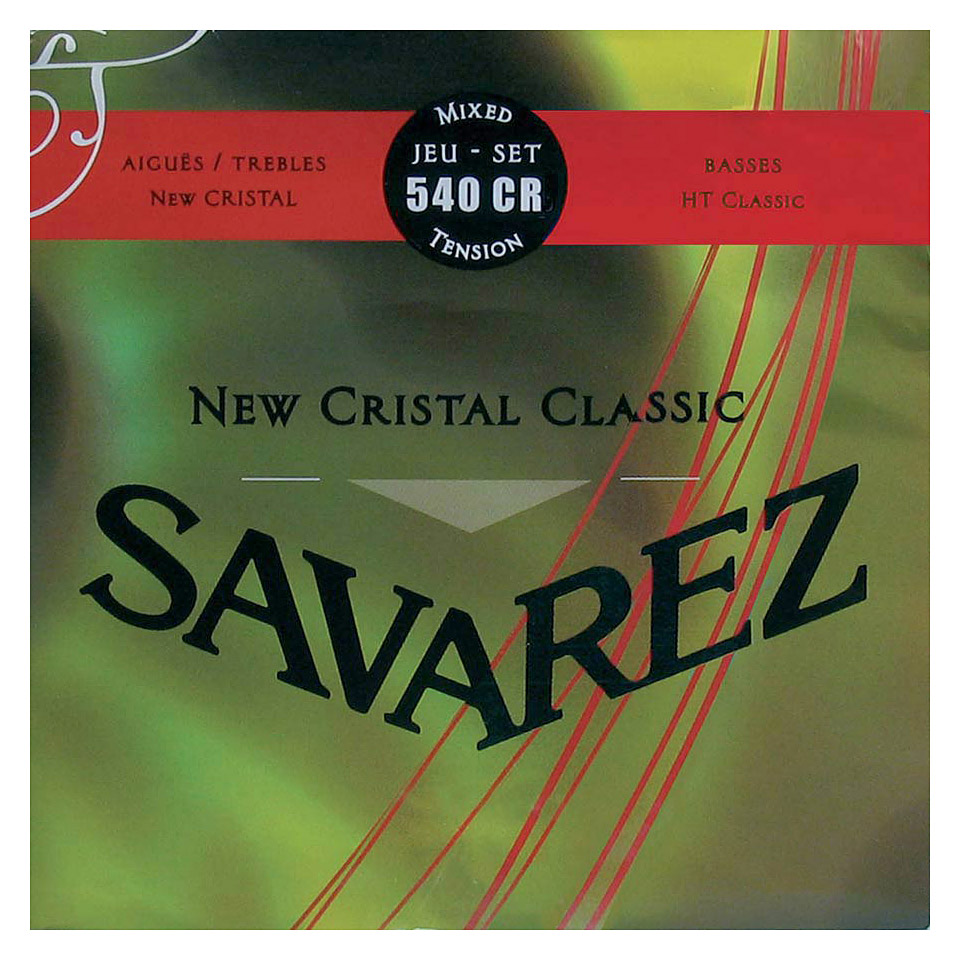 MIXED
JEU - SET
540 CR
TENSION
AIGUËS / TREBLES
NEW CRISTAL
BASSES
HT CLASSIC
NEW CRISTAL CLASSIC
SAVAREZ